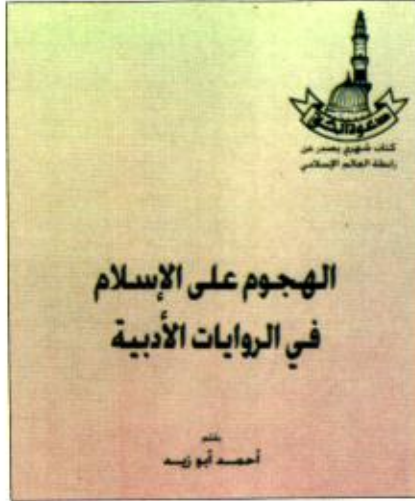 دعوة الحق
كتاب شهري يصدر عن
رابطة العالم الإسلامي
الهجوم على الإسلام
في الروايات الأدبية
بقلم
أحمد أبو زيد